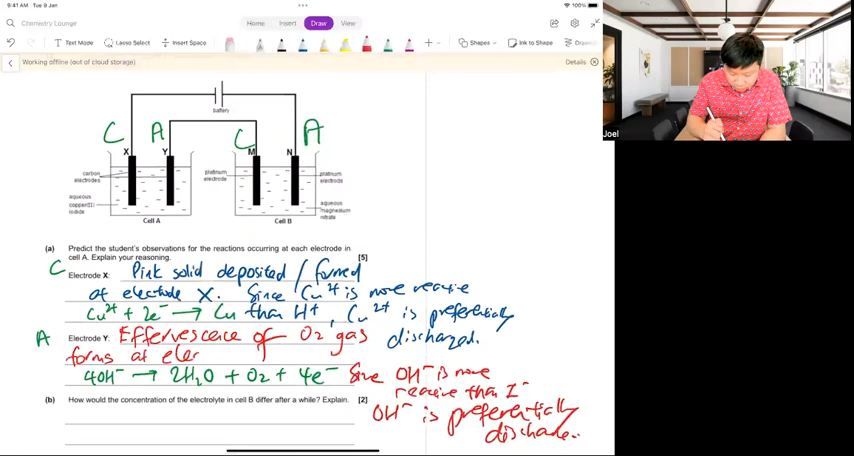 9:41 AM Tue 9 Jan
100%
Chemistry Lounge
Home Insert Draw View
Text Mode Lasso Select Insert Space Shapes Ink to Shape
Working offline (out of cloud storage) Details
Joel
battery
C A C A
X Y M N
carbon electrodes
platinum electrode
platinum electrode
aqueous copper(II) iodide
aqueous magnesium nitrate
Cell A Cell B
(a) Predict the student's observations for the reactions occurring at each electrode in
cell A. Explain your reasoning. [5]
C
Electrode X: Pink solid deposited / formed
at electrode X. Since Cu2+ is more reactive
Cu2+ + 2e- → Cu than H+, Cu2+ is preferentially
discharged.
A
Electrode Y: Effervescence of O2 gas
forms at elec
4OH- → 2H2O + O2 + 4e- Since OH- is more
reactive than I-
OH- is preferentially
discharge.
(b) How would the concentration of the electrolyte in cell B differ after a while? Explain. [2]